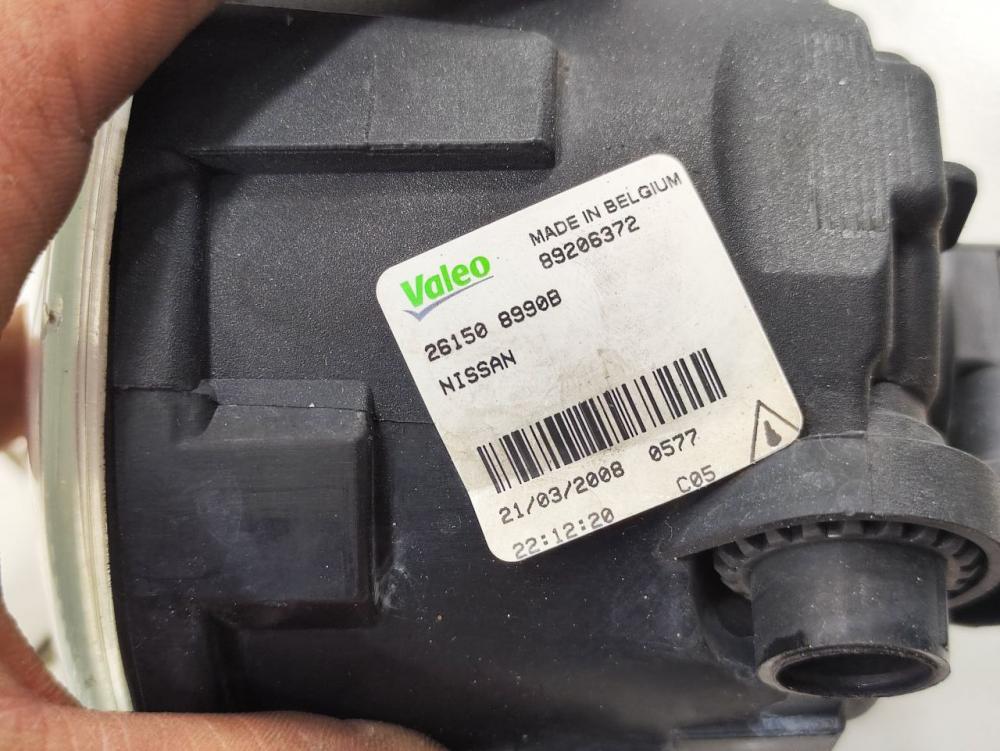 MADE IN BELGIUM
Valeo 89206372
26150 8990B
NISSAN
21/03/2008 0577
22:12:20 C05